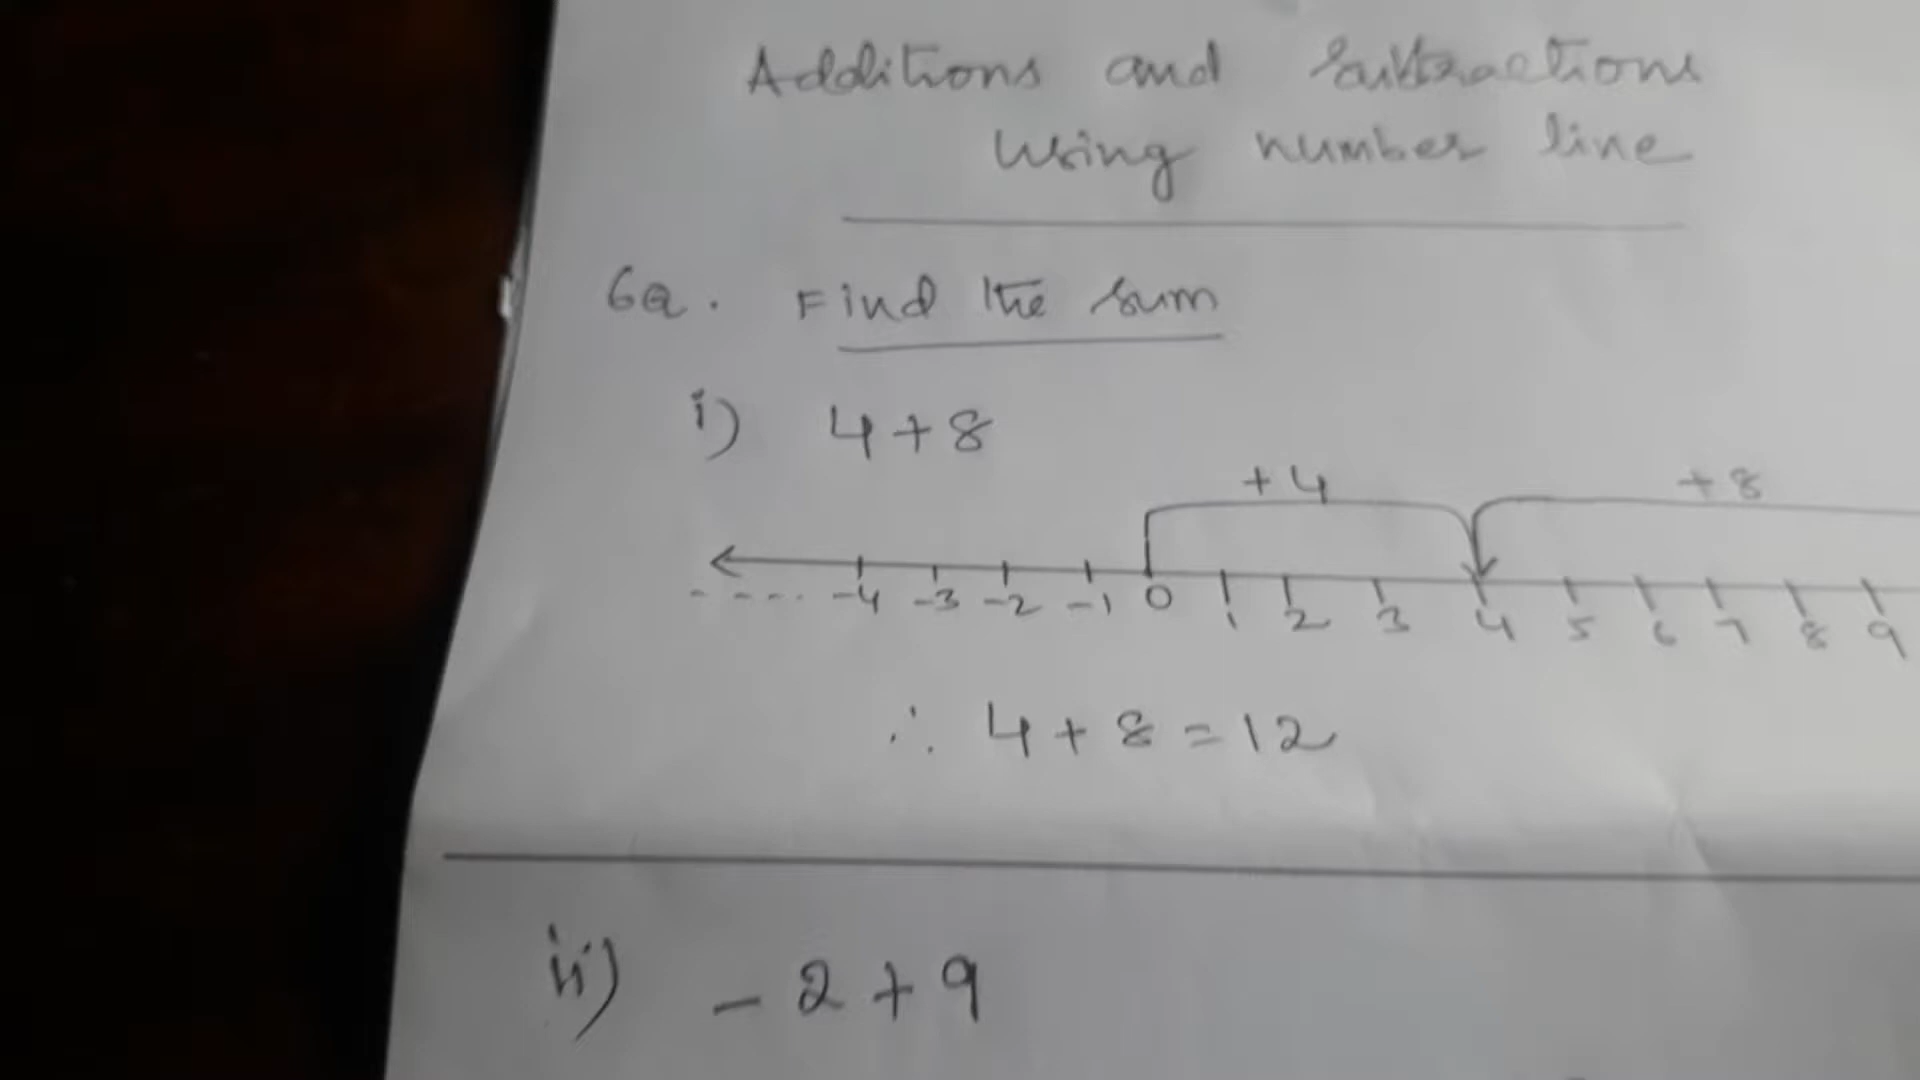 Additions and Subtractions
Using number line
6Q. Find the sum
i) 4+8
+4 +8
.... -4 -3 -2 -1 0 1 2 3 4 5 6 7 8 9
∴ 4+8=12
ii) -2+9